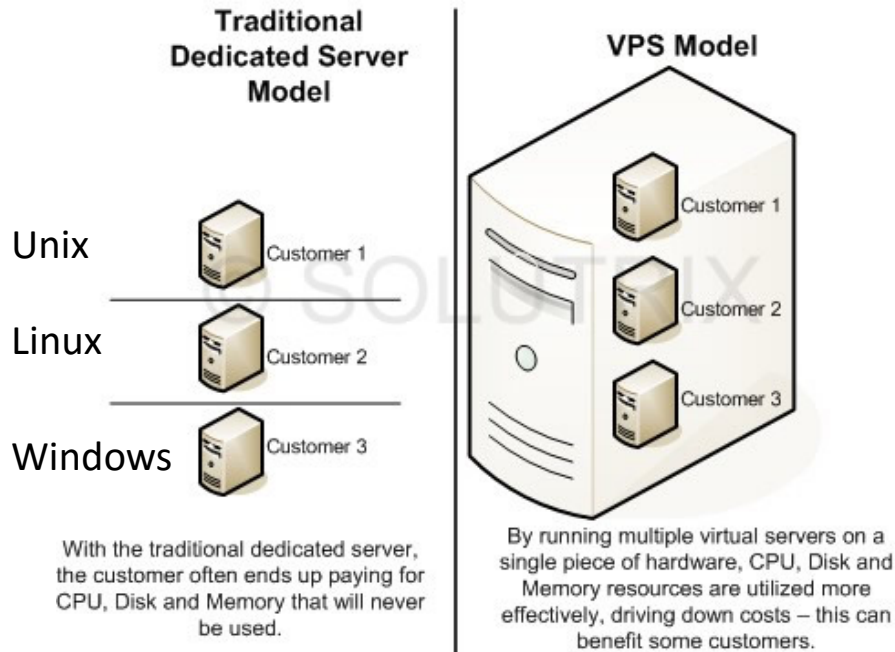 Traditional
Dedicated Server
Model
Unix
Customer 1
Linux
Customer 2
Windows
Customer 3
With the traditional dedicated server,
the customer often ends up paying for
CPU, Disk and Memory that will never
be used.
VPS Model
Customer 1
Customer 2
Customer 3
By running multiple virtual servers on a
single piece of hardware, CPU, Disk and
Memory resources are utilized more
effectively, driving down costs – this can
benefit some customers.
© SOLUTRIX